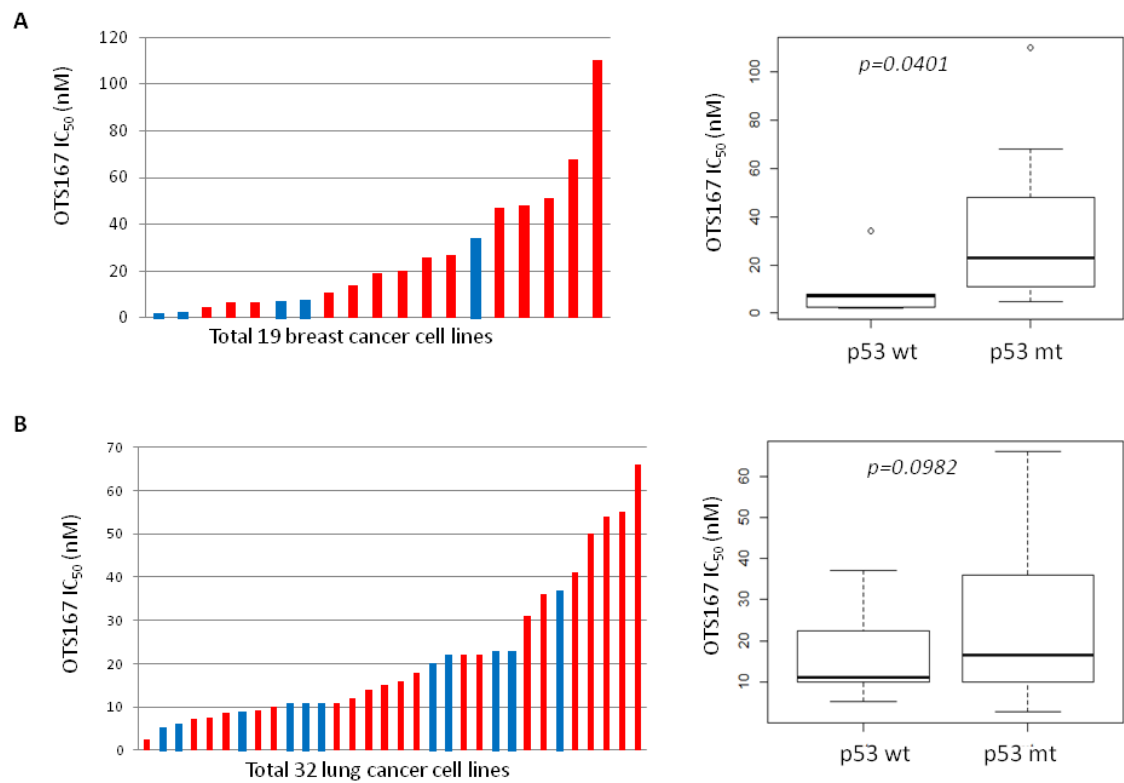 A
OTS167 IC50 (nM)
120
100
80
60
40
20
0
Total 19 breast cancer cell lines
OTS167 IC50 (nM)
100
80
60
40
20
0
p=0.0401
p53 wt
p53 mt
B
OTS167 IC50 (nM)
70
60
50
40
30
20
10
0
Total 32 lung cancer cell lines
OTS167 IC50 (nM)
60
50
40
30
20
10
p=0.0982
p53 wt
p53 mt